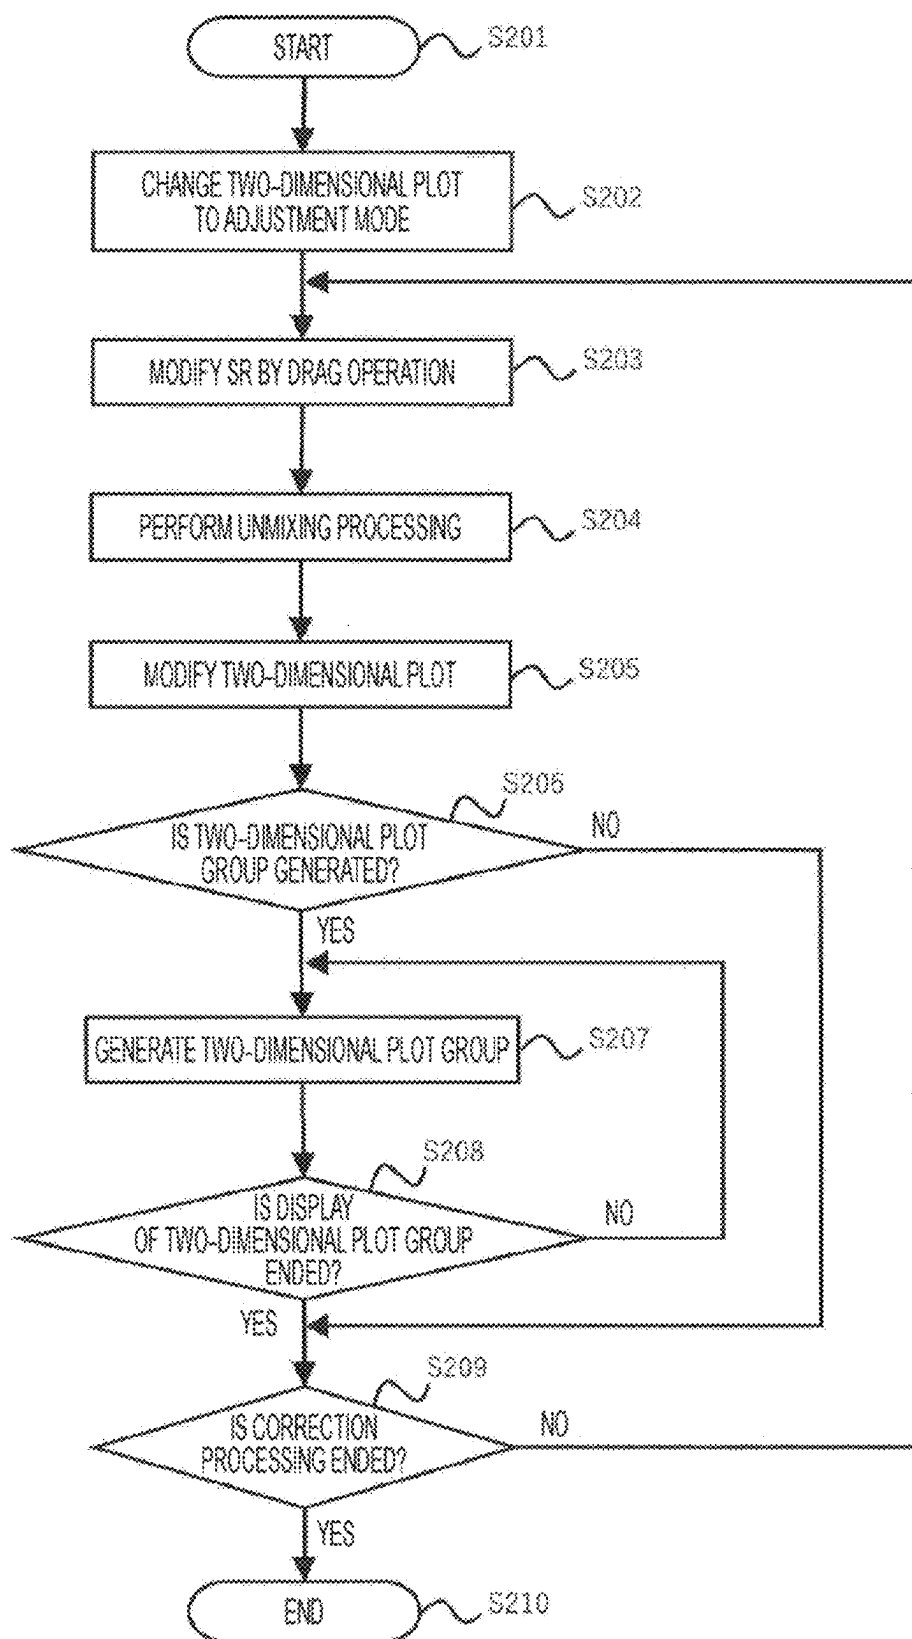 START
S201
CHANGE TWO-DIMENSIONAL PLOT
TO ADJUSTMENT MODE
S202
MODIFY SR BY DRAG OPERATION
S203
PERFORM UNMIXING PROCESSING
S204
MODIFY TWO-DIMENSIONAL PLOT
S205
S206
IS TWO-DIMENSIONAL PLOT
GROUP GENERATED?
NO
YES
GENERATE TWO-DIMENSIONAL PLOT GROUP
S207
S208
IS DISPLAY
OF TWO-DIMENSIONAL PLOT GROUP
ENDED?
NO
YES
S209
IS CORRECTION
PROCESSING ENDED?
NO
YES
END
S210